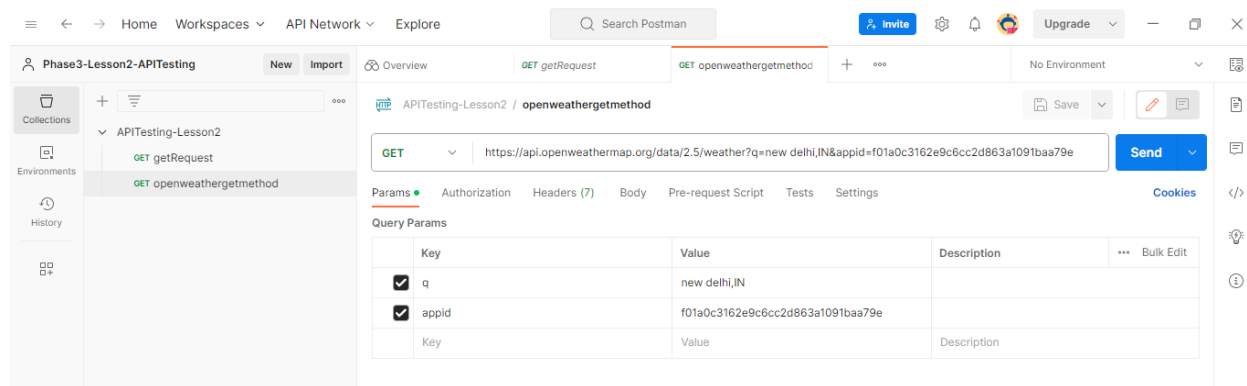 Home Workspaces API Network Explore Search Postman Invite Upgrade
Phase3-Lesson2-APITesting New Import Overview GET getRequest GET openweathergetmethod No Environment
Collections
APITesting-Lesson2
GET getRequest
GET openweathergetmethod
Environments
History
HTTP APITesting-Lesson2 / openweathergetmethod Save
GET https://api.openweathermap.org/data/2.5/weather?q=new delhi,IN&appid=f01a0c3162e9c6cc2d863a1091baa79e Send
Params Authorization Headers (7) Body Pre-request Script Tests Settings Cookies
Query Params
Key Value Description Bulk Edit
q new delhi,IN
appid f01a0c3162e9c6cc2d863a1091baa79e
Key Value Description